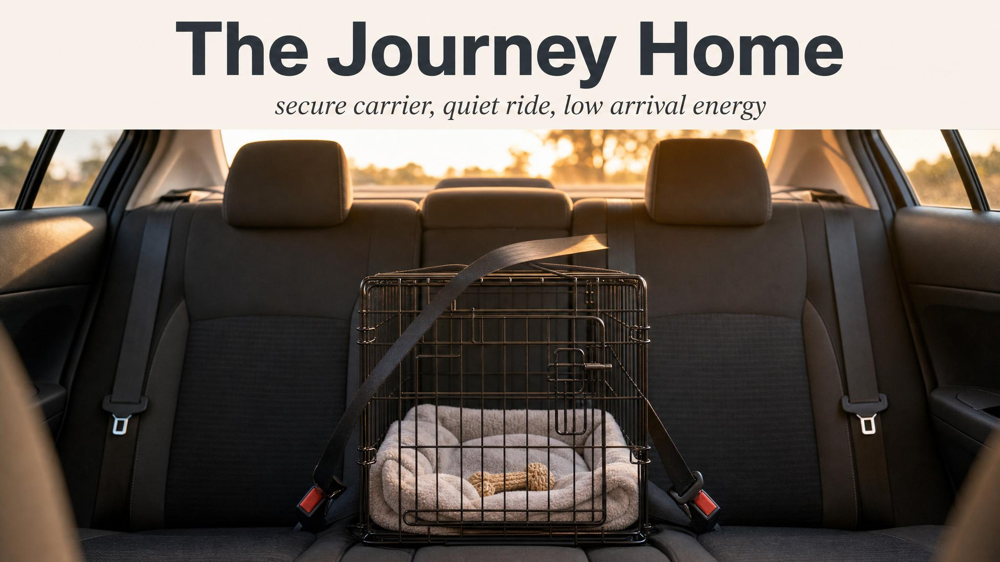 The Journey Home
secure carrier, quiet ride, low arrival energy